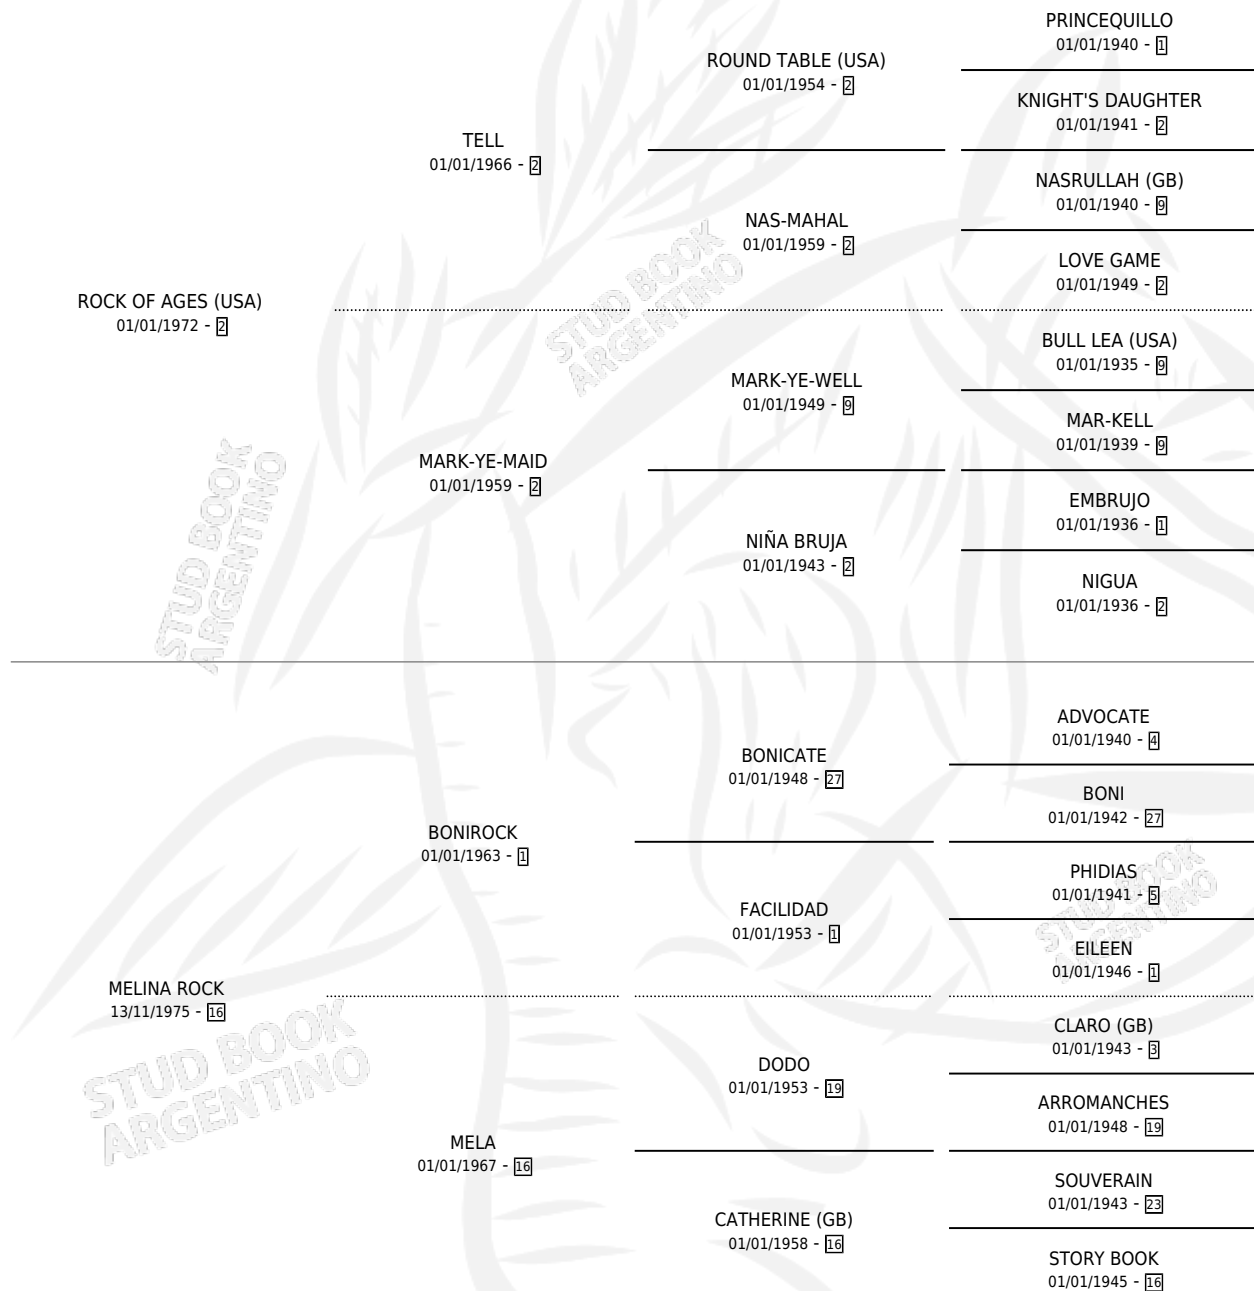 PRINCEQUILLO
01/01/1940 - 1
ROUND TABLE (USA)
01/01/1954 - 2
KNIGHT'S DAUGHTER
01/01/1941 - 2
TELL
01/01/1966 - 2
NASRULLAH (GB)
01/01/1940 - 9
NAS-MAHAL
01/01/1959 - 2
LOVE GAME
01/01/1949 - 2
ROCK OF AGES (USA)
01/01/1972 - 2
BULL LEA (USA)
01/01/1935 - 9
MARK-YE-WELL
01/01/1949 - 9
MAR-KELL
01/01/1939 - 9
MARK-YE-MAID
01/01/1959 - 2
EMBRUJO
01/01/1936 - 1
NIÑA BRUJA
01/01/1943 - 2
NIGUA
01/01/1936 - 2
ADVOCATE
01/01/1940 - 4
BONICATE
01/01/1948 - 27
BONI
01/01/1942 - 27
BONIROCK
01/01/1963 - 1
PHIDIAS
01/01/1941 - 5
FACILIDAD
01/01/1953 - 1
EILEEN
01/01/1946 - 1
MELINA ROCK
13/11/1975 - 16
CLARO (GB)
01/01/1943 - 3
DODO
01/01/1953 - 19
ARROMANCHES
01/01/1948 - 19
MELA
01/01/1967 - 16
SOUVERAIN
01/01/1943 - 23
CATHERINE (GB)
01/01/1958 - 16
STORY BOOK
01/01/1945 - 16
STUD BOOK
ARGENTINO
STUD BOOK
ARGENTINO
STUD BOOK
ARGENTINO
STUD BOOK
ARGENTINO